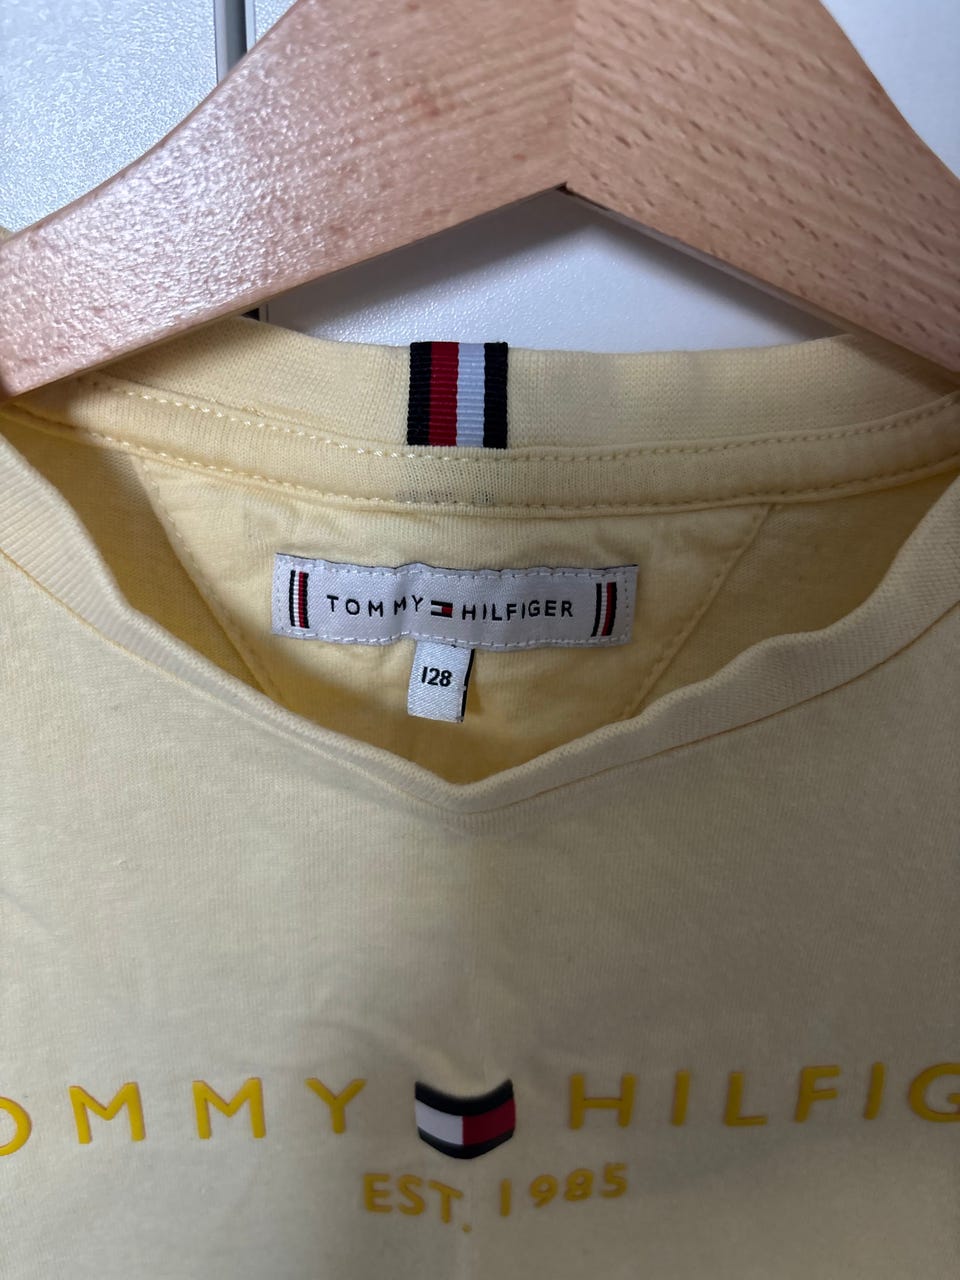 TOMMY HILFIGER
128
OMMY HILFIG
EST. 1985